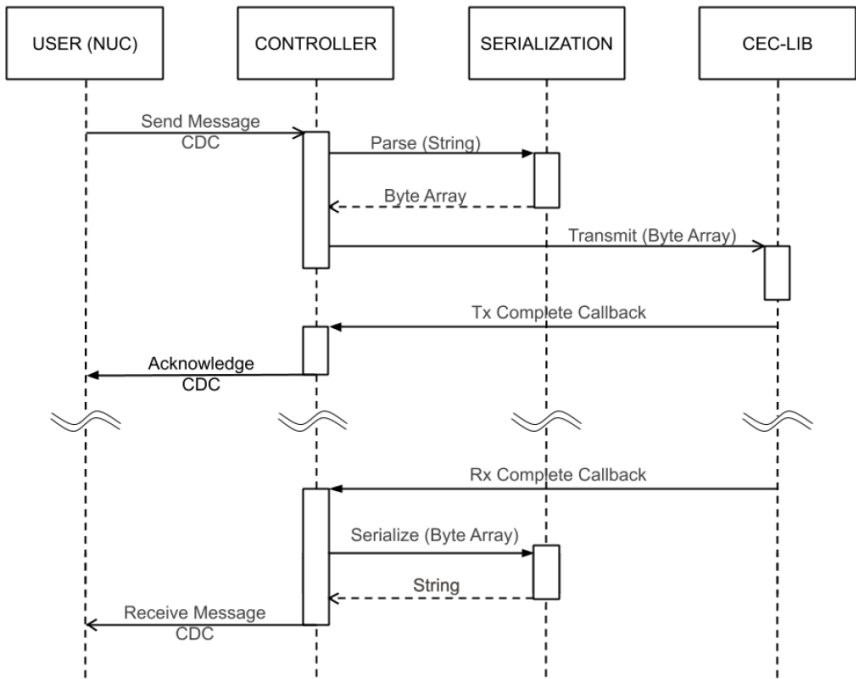 USER (NUC)
CONTROLLER
SERIALIZATION
CEC-LIB
Send Message
CDC
Parse (String)
Byte Array
Transmit (Byte Array)
Tx Complete Callback
Acknowledge
CDC
Rx Complete Callback
Serialize (Byte Array)
String
Receive Message
CDC